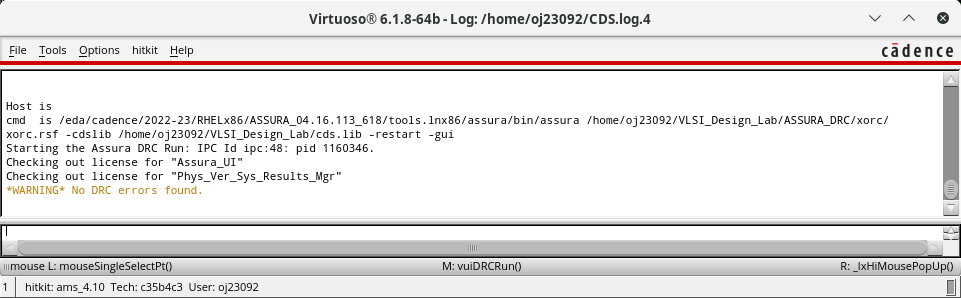 Virtuoso® 6.1.8-64b - Log: /home/oj23092/CDS.log.4
File Tools Options hitkit Help
cādence
Host is
cmd  is /eda/cadence/2022-23/RHELx86/ASSURA_04.16.113_618/tools.lnx86/assura/bin/assura /home/oj23092/VLSI_Design_Lab/ASSURA_DRC/xorc/
xorc.rsf -cdslib /home/oj23092/VLSI_Design_Lab/cds.lib -restart -gui
Starting the Assura DRC Run: IPC Id ipc:48: pid 1160346.
Checking out license for "Assura_UI"
Checking out license for "Phys_Ver_Sys_Results_Mgr"
*WARNING* No DRC errors found.
mouse L: mouseSingleSelectPt() M: vuiDRCRun() R: _lxHiMousePopUp()
1 hitkit: ams_4.10 Tech: c35b4c3 User: oj23092